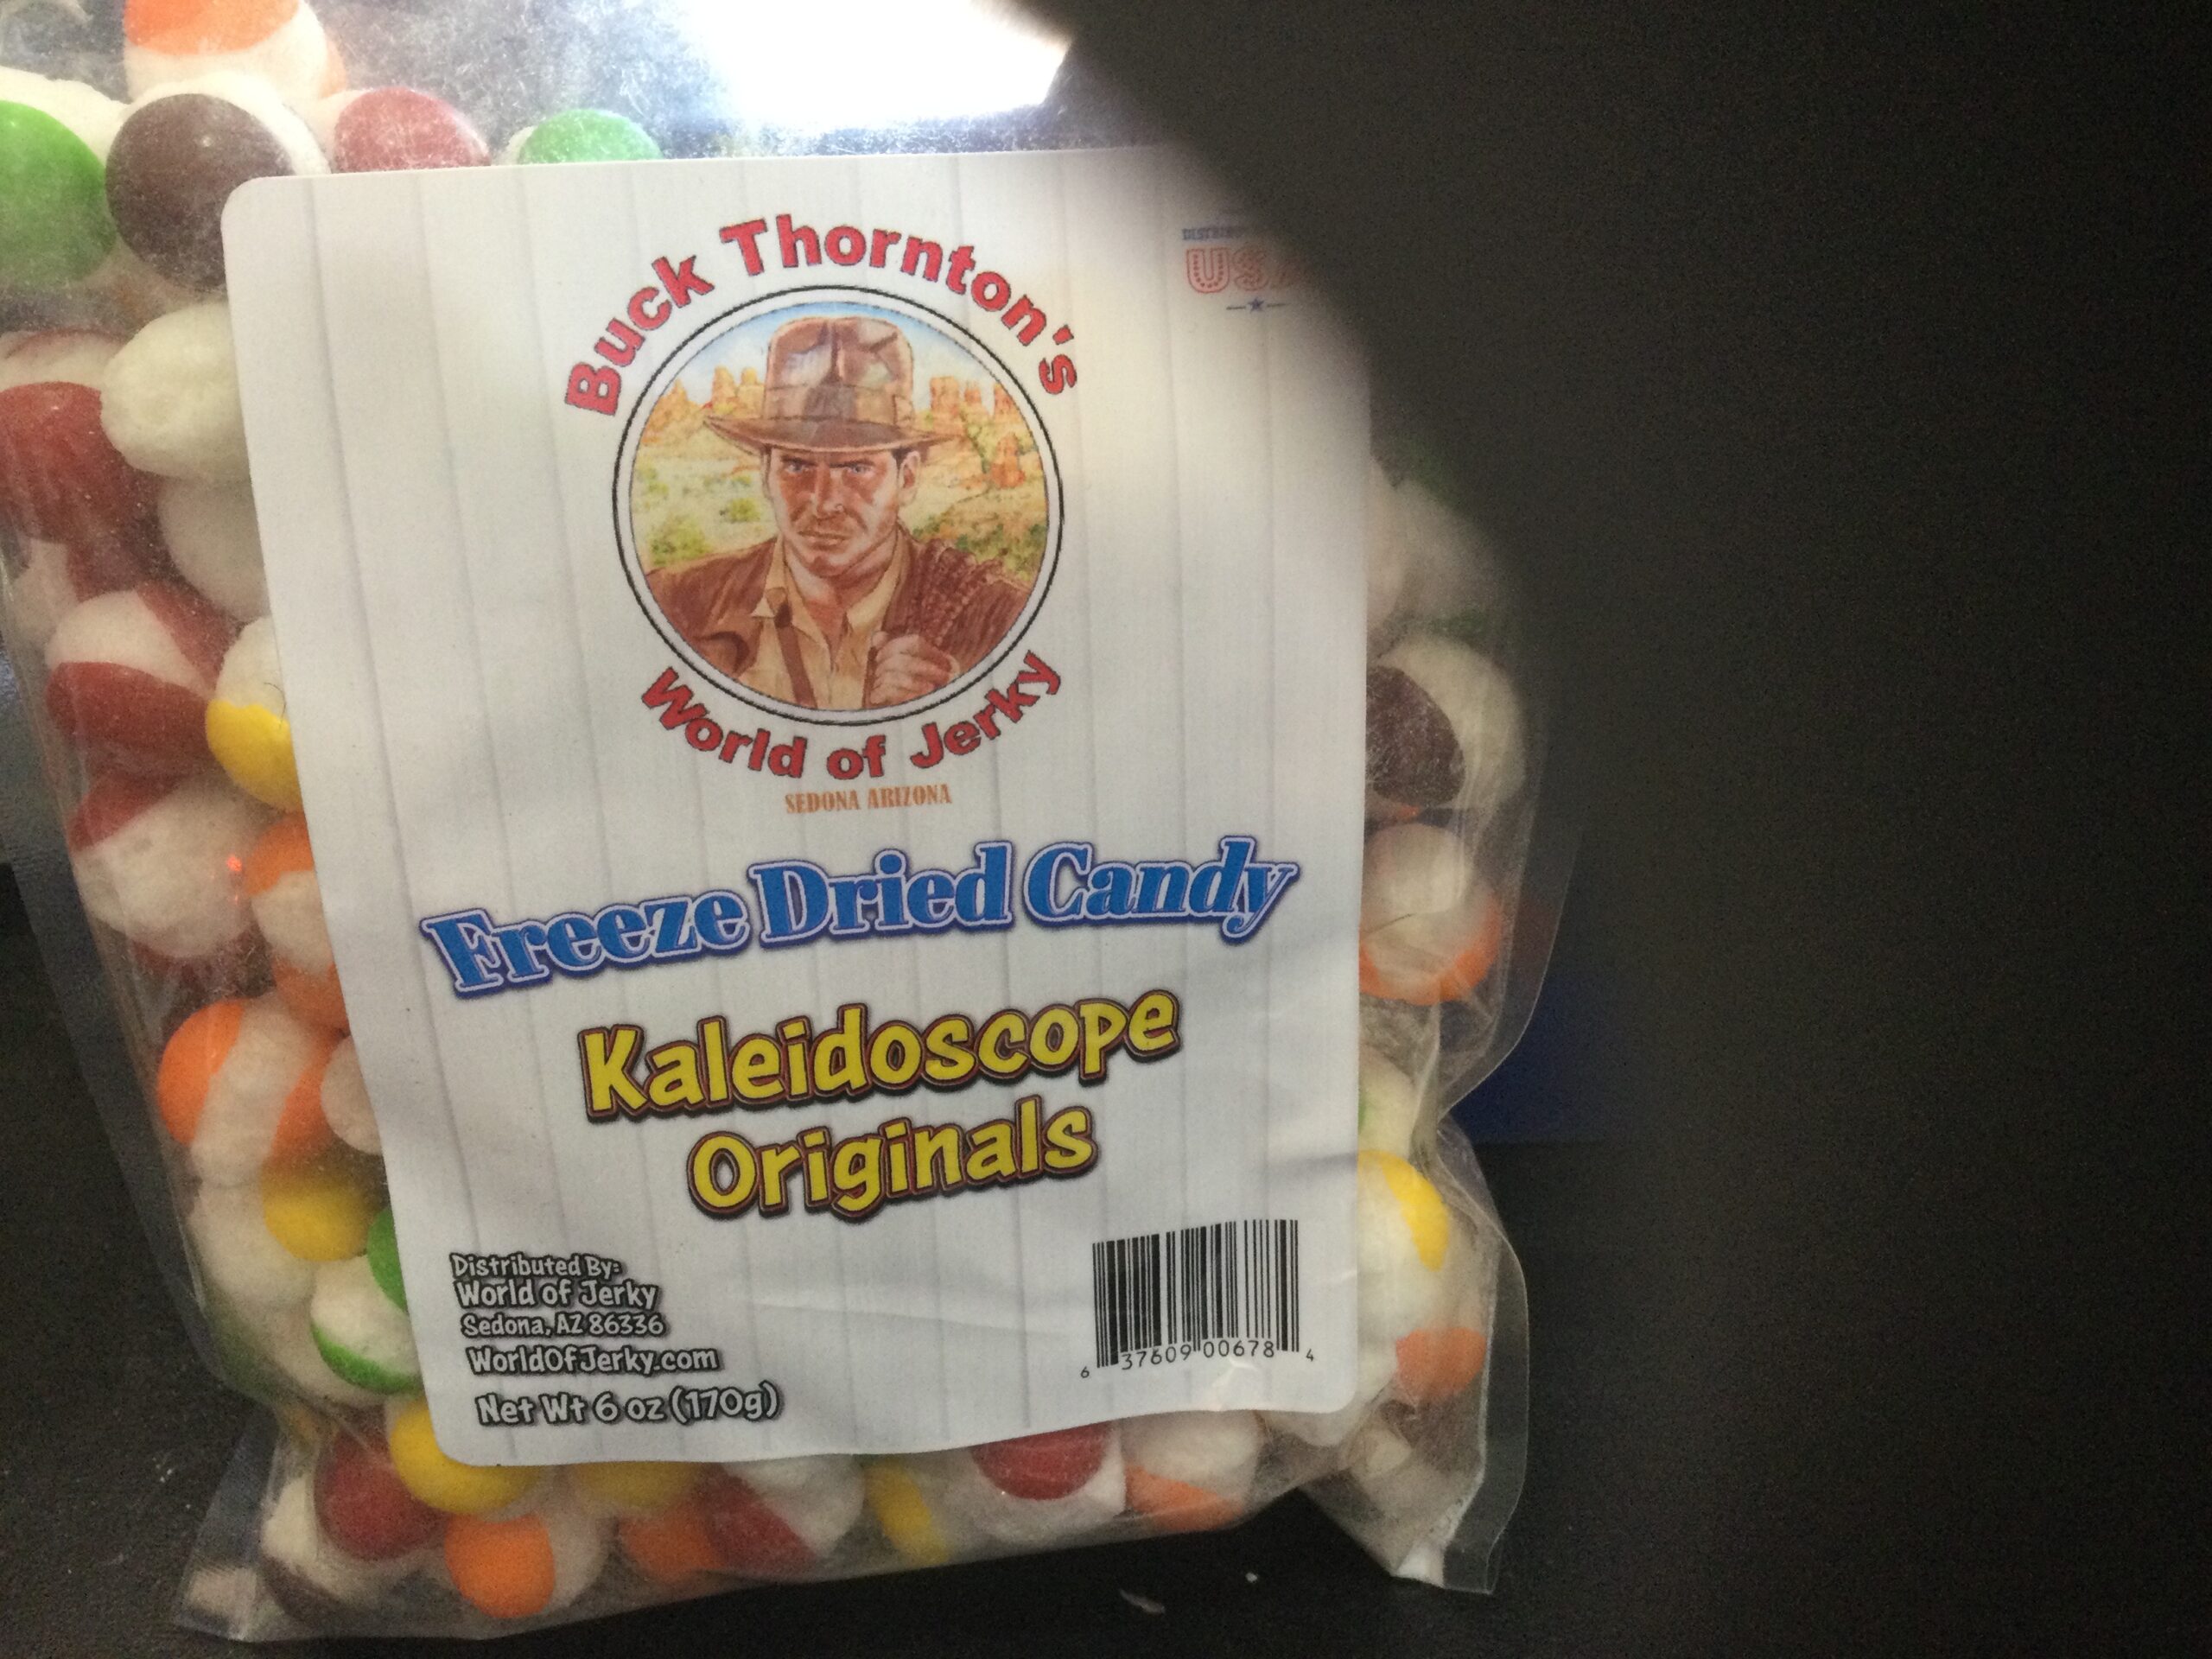 Buck Thornton's
World of Jerky
SEDONA ARIZONA
Freeze Dried Candy
Kaleidoscope
Originals
Distributed By:
World of Jerky
Sedona, AZ 86336
WorldOfJerky.com
Net Wt 6 oz (170g)
6 37609 00678 4